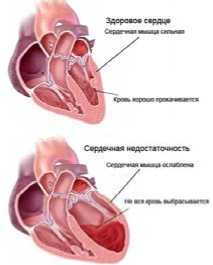 Здоровое сердце
Сердечная мышца сильная
Кровь хорошо прокачивается
Сердечная недостаточность
Сердечная мышца ослаблена
Не вся кровь выбрасывается